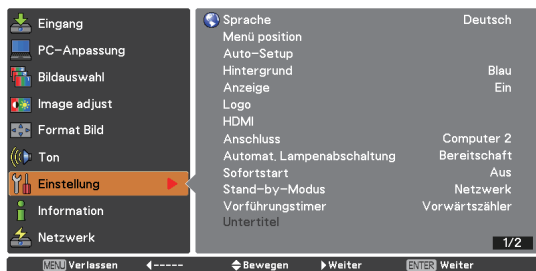 Eingang
PC-Anpassung
Bildauswahl
Image adjust
Format Bild
Ton
Einstellung
Information
Netzwerk
Sprache Deutsch
Menü position
Auto-Setup
Hintergrund Blau
Anzeige Ein
Logo
HDMI
Anschluss Computer 2
Automat. Lampenabschaltung Bereitschaft
Sofortstart Aus
Stand-by-Modus Netzwerk
Vorführungstimer Vorwärtszähler
Untertitel
1/2
MENU Verlassen ◀----- Bewegen ▶Weiter ENTER Weiter